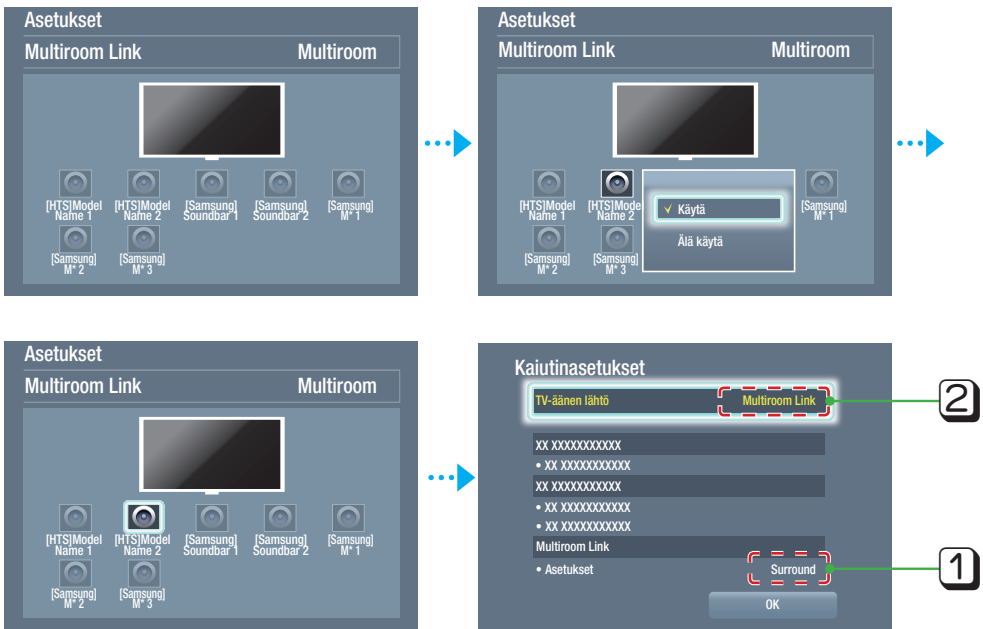 Asetukset
Multiroom Link Multiroom
[HTS]Model Name 1
[HTS]Model Name 2
[Samsung] Soundbar 1
[Samsung] Soundbar 2
[Samsung] M* 1
[Samsung] M* 2
[Samsung] M* 3
Asetukset
Multiroom Link Multiroom
[HTS]Model Name 1
[HTS]Mode Name 2
✓ Käytä
Älä käytä
[Samsung] M* 1
[Samsung] M* 2
[Samsung] M* 3
Asetukset
Multiroom Link Multiroom
[HTS]Model Name 1
[HTS]Model Name 2
[Samsung] Soundbar 1
[Samsung] Soundbar 2
[Samsung] M* 1
[Samsung] M* 2
[Samsung] M* 3
Kaiutinasetukset
TV-äänen lähtö Multiroom Link
2
XX XXXXXXXXXXX
• XX XXXXXXXXXXX
XX XXXXXXXXXXX
• XX XXXXXXXXXXX
• XX XXXXXXXXXXX
Multiroom Link
• Asetukset Surround
1
OK